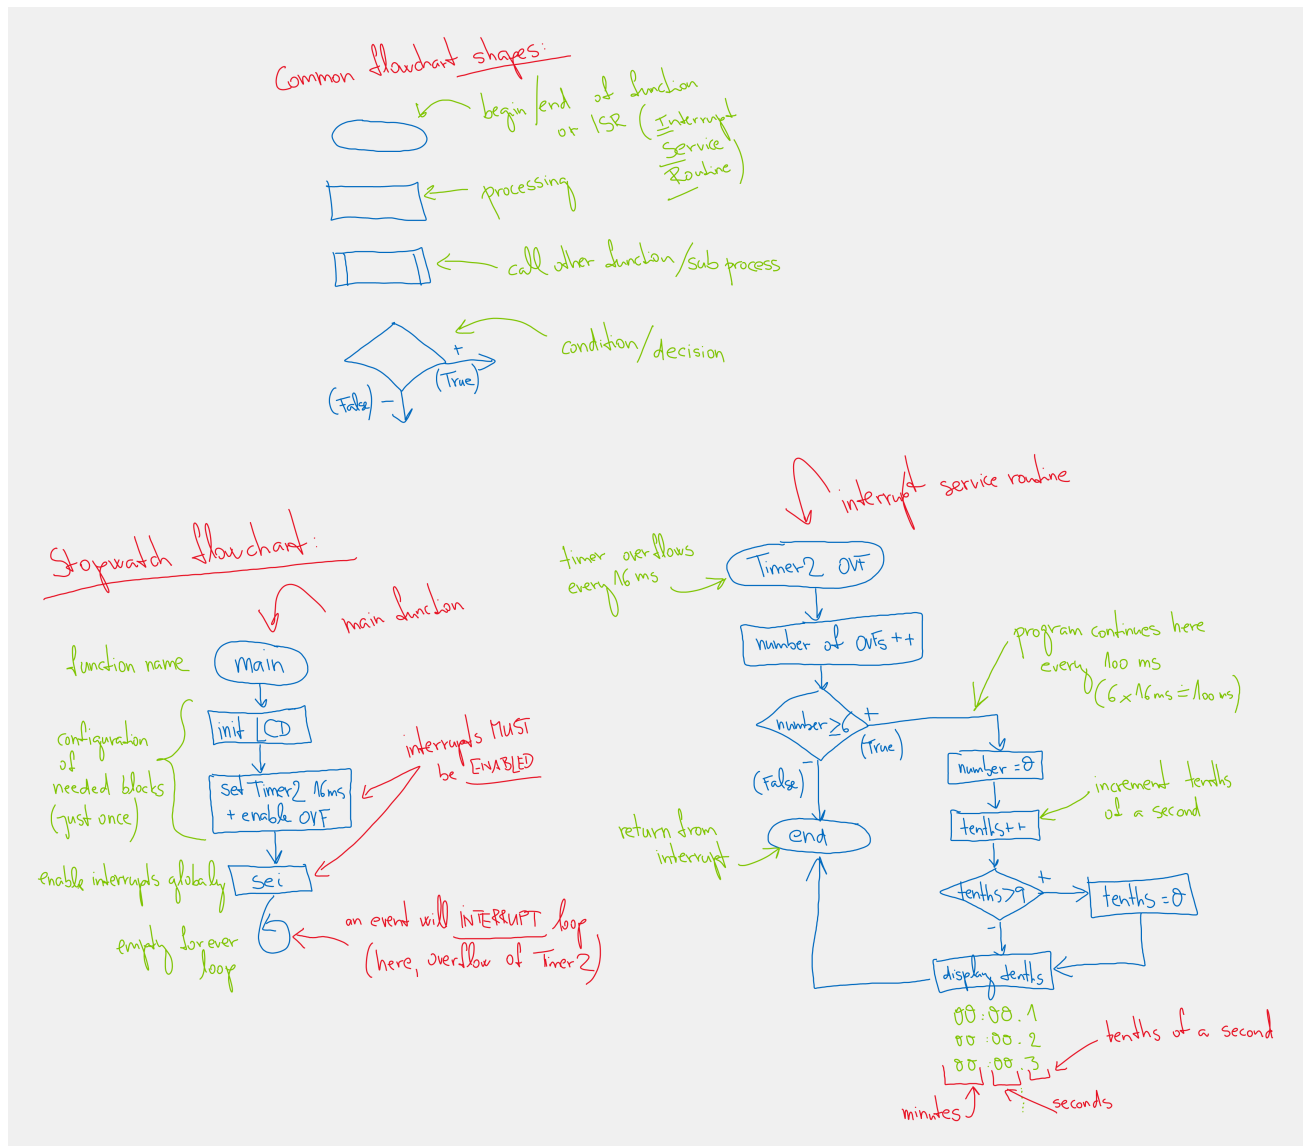 Common flowchart shapes:
begin/end of function
or ISR (Interrupt
Service
Routine)
processing
call other function/sub process
condition/decision
+
(True)
(False) -
Stopwatch flowchart:
main function
function name
main
init LCD
configuration
of
needed blocks
(just once)
set Timer2 16ms
+ enable OVF
interrupts MUST
be ENABLED
enable interrupts globaly
sei
empty forever
loop
an event will INTERRUPT loop
(here, overflow of Timer2)
interrupt service routine
timer overflows
every 16 ms
Timer2 OVF
number of OVFs ++
number ≥6
+
(True)
-
(False)
program continues here
every 100 ms
(6 x 16ms ≐ 100 ms)
number = 0
increment tenths
of a second
tenths++
return from
interrupt
end
tenths>9
+
tenths = 0
-
display tenths
00:00.1
00:00.2
00:00.3
tenths of a second
minutes
seconds